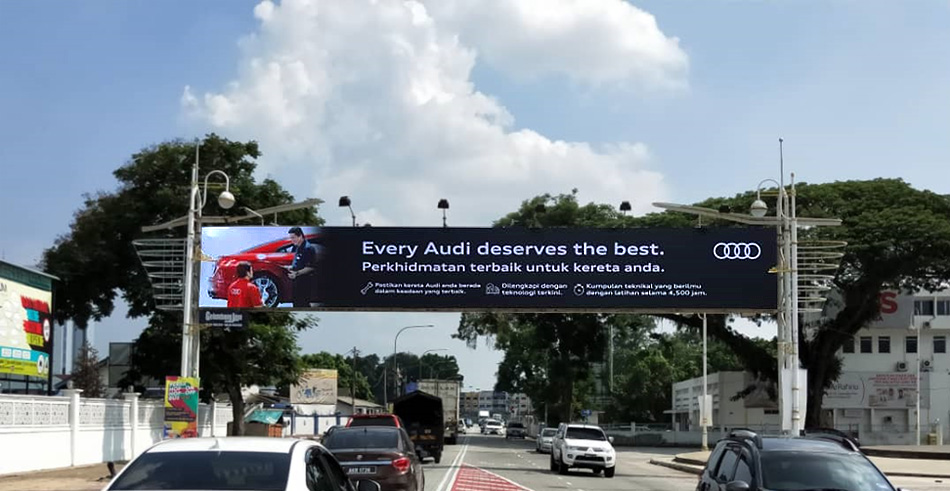 Every Audi deserves the best.
Perkhidmatan terbaik untuk kereta anda.
Pastikan kereta Audi anda berada
dalam keadaan yang terbaik.
Dilengkapi dengan
teknologi terkini.
Kumpulan teknikal yang berilmu
dengan latihan selama 4,500 jam.